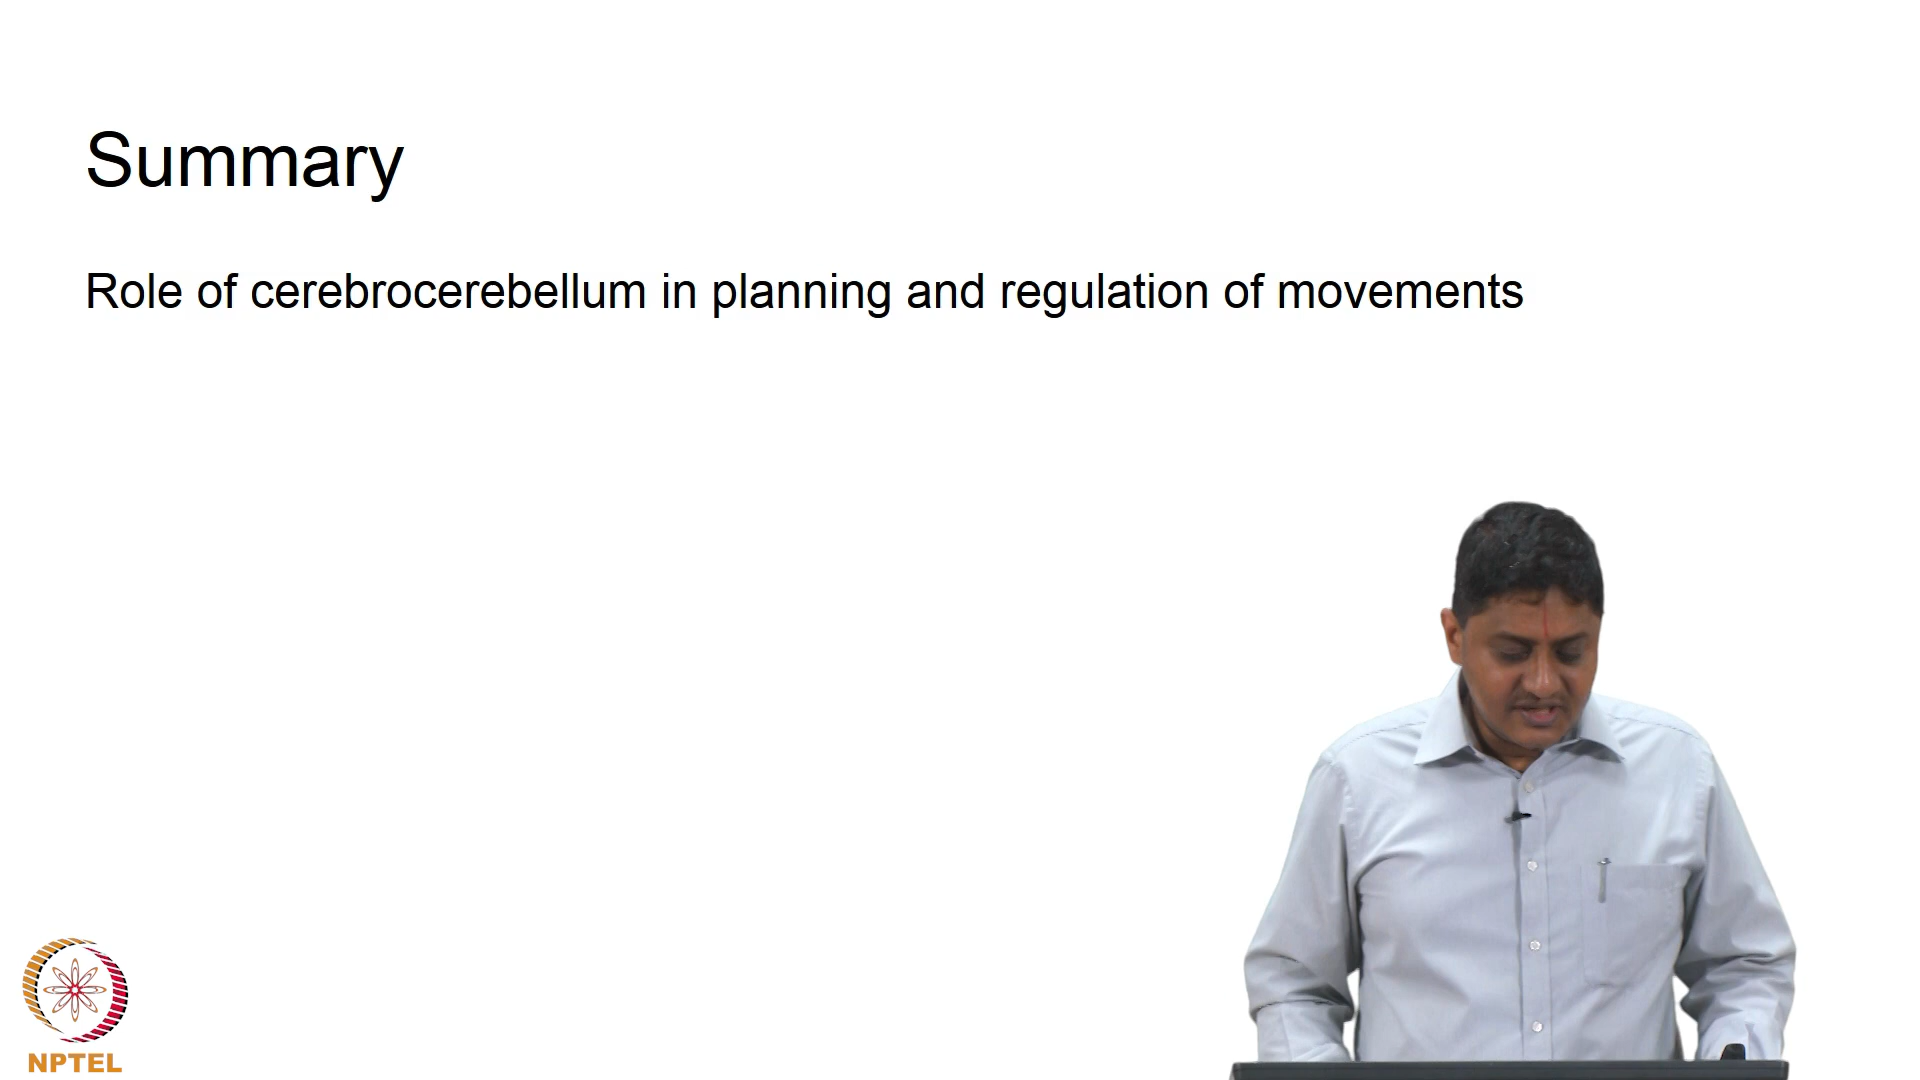 Summary
Role of cerebrocerebellum in planning and regulation of movements
NPTEL